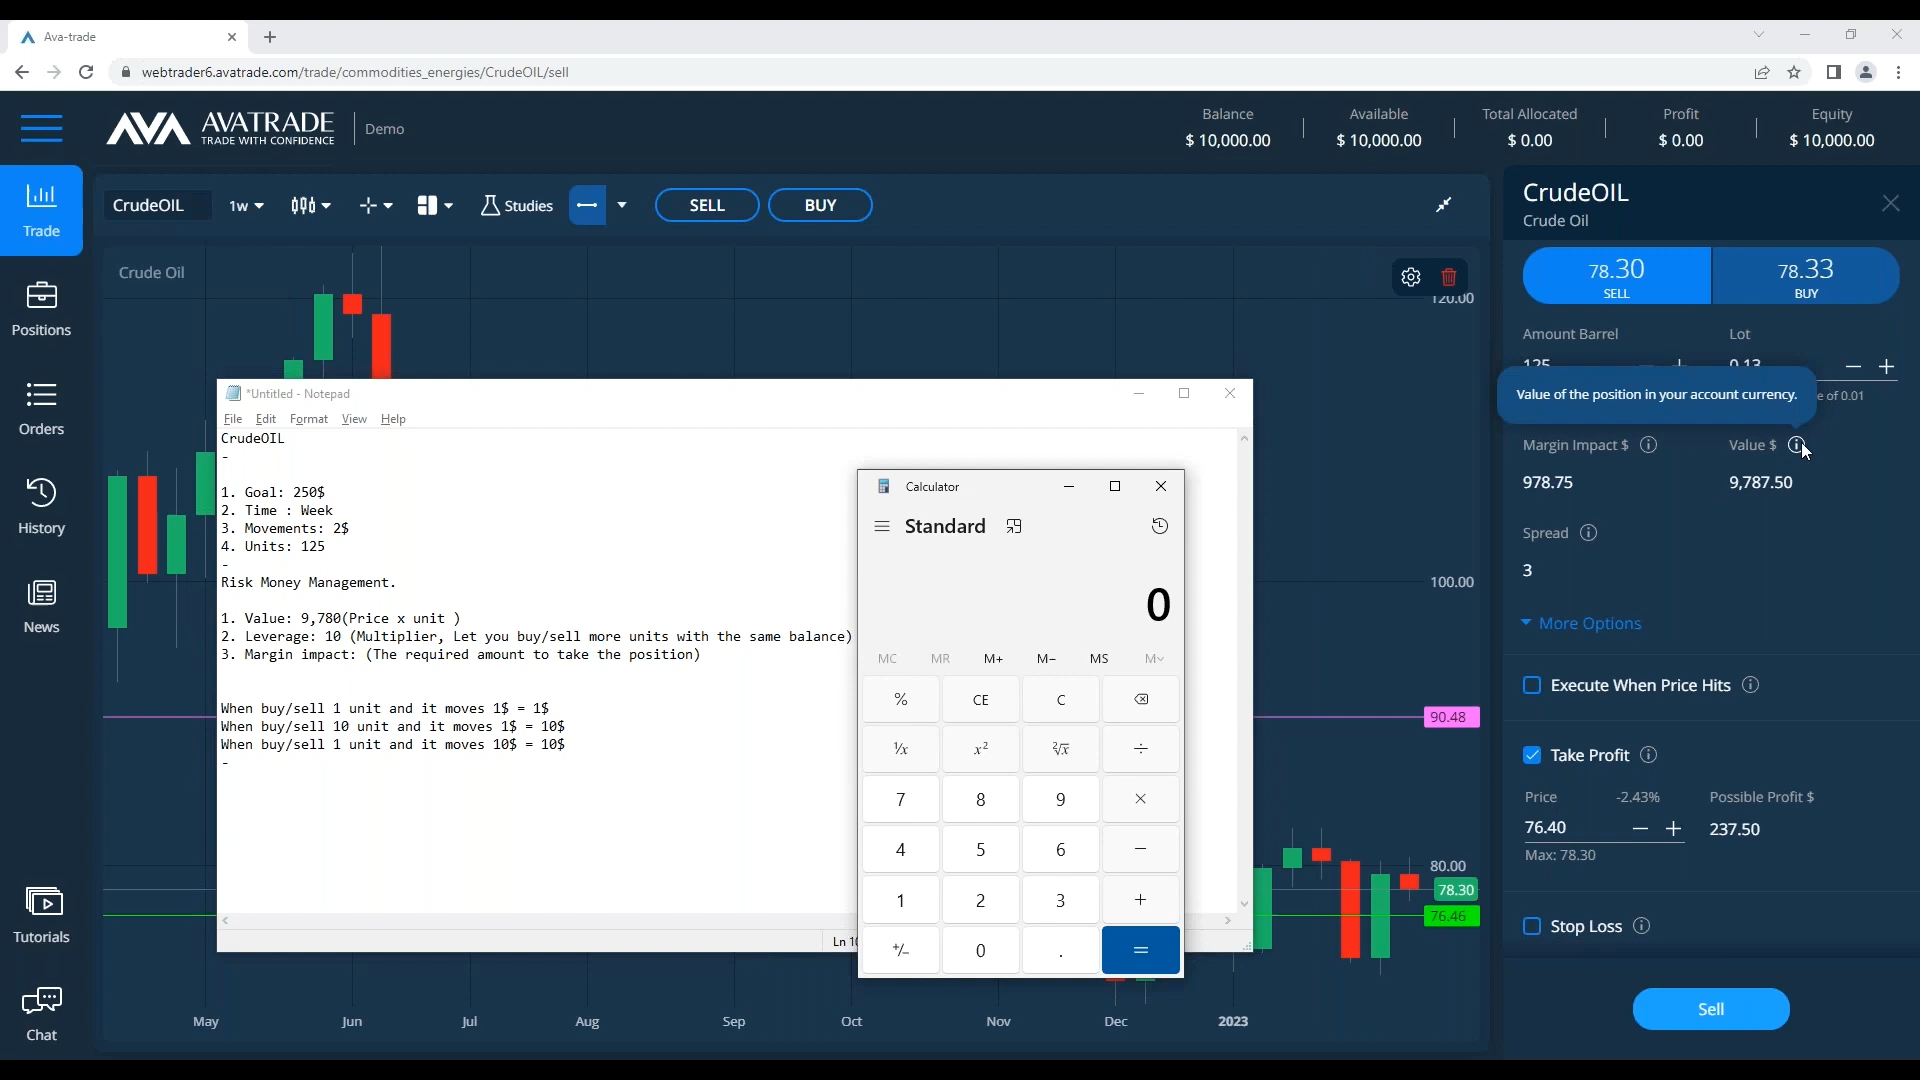 Ava-trade
webtrader6.avatrade.com/trade/commodities_energies/CrudeOIL/sell
AVA AVATRADE
TRADE WITH CONFIDENCE
Demo
Balance
$ 10,000.00
Available
$ 10,000.00
Total Allocated
$ 0.00
Profit
$ 0.00
Equity
$ 10,000.00
Trade
Positions
Orders
History
News
Tutorials
Chat
CrudeOIL
1w
Studies
SELL
BUY
Crude Oil
120.00
100.00
90.48
80.00
78.30
76.46
May
Jun
Jul
Aug
Sep
Oct
Nov
Dec
2023
*Untitled - Notepad
File Edit Format View Help
CrudeOIL
-
1. Goal: 250$
2. Time : Week
3. Movements: 2$
4. Units: 125
-
Risk Money Management.
1. Value: 9,780(Price x unit )
2. Leverage: 10 (Multiplier, Let you buy/sell more units with the same balance)
3. Margin impact: (The required amount to take the position)
When buy/sell 1 unit and it moves 1$ = 1$
When buy/sell 10 unit and it moves 1$ = 10$
When buy/sell 1 unit and it moves 10$ = 10$
-
Calculator
Standard
0
MC MR M+ M− MS M
% CE C
1/x x² ²√x ÷
7 8 9 ×
4 5 6 −
1 2 3 +
+/− 0 . =
CrudeOIL
Crude Oil
78.30
SELL
78.33
BUY
Amount Barrel
125
Lot
0.13
Value of the position in your account currency.
of 0.01
Margin Impact $
978.75
Value $
9,787.50
Spread
3
More Options
Execute When Price Hits
Take Profit
Price -2.43%
76.40
Max: 78.30
Possible Profit $
237.50
Stop Loss
Sell